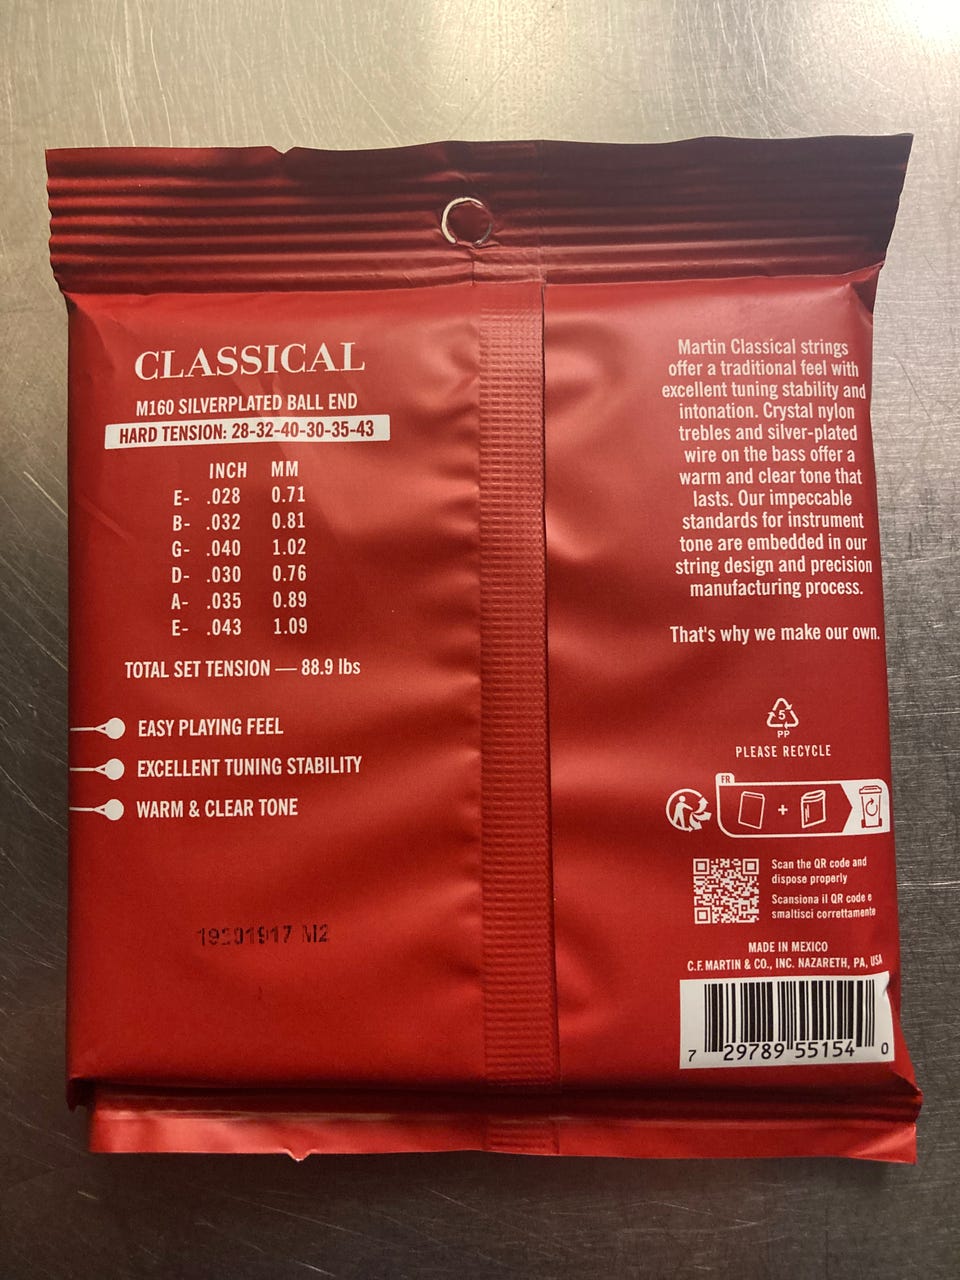 CLASSICAL
M160 SILVERPLATED BALL END
HARD TENSION: 28-32-40-30-35-43
INCH MM
E- .028 0.71
B- .032 0.81
G- .040 1.02
D- .030 0.76
A- .035 0.89
E- .043 1.09
TOTAL SET TENSION — 88.9 lbs
EASY PLAYING FEEL
EXCELLENT TUNING STABILITY
WARM & CLEAR TONE
M2
Martin Classical strings
offer a traditional feel with
excellent tuning stability and
intonation. Crystal nylon
trebles and silver-plated
wire on the bass offer a
warm and clear tone that
lasts. Our impeccable
standards for instrument
tone are embedded in our
string design and precision
manufacturing process.
That's why we make our own.
5
PP
PLEASE RECYCLE
FR
+
Scan the QR code and
dispose properly
Scansiona il QR code e
smaltisci correttamente
MADE IN MEXICO
C.F. MARTIN & CO., INC. NAZARETH, PA, USA
7 29789 55154 0